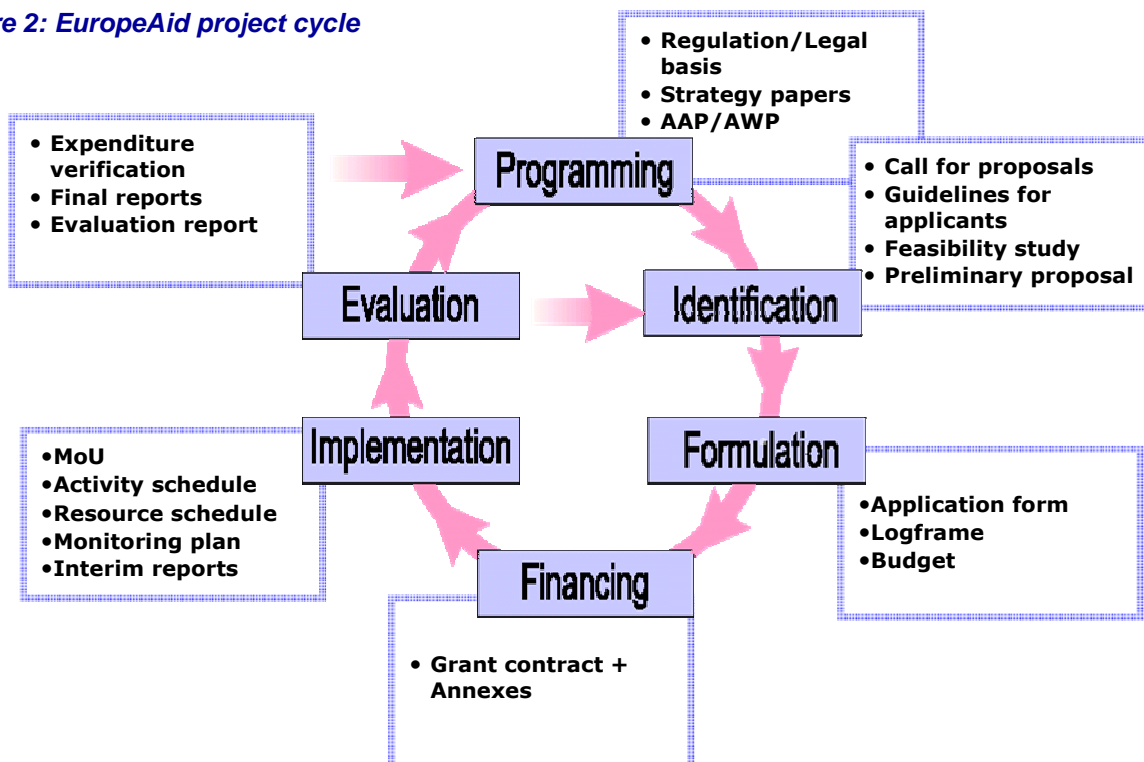 re 2: EuropeAid project cycle
• Regulation/Legal
basis
• Strategy papers
• AAP/AWP
• Expenditure
verification
• Final reports
• Evaluation report
Programming
• Call for proposals
• Guidelines for
applicants
• Feasibility study
• Preliminary proposal
Evaluation
Identification
•MoU
•Activity schedule
•Resource schedule
•Monitoring plan
•Interim reports
Implementation
Formulation
•Application form
•Logframe
•Budget
Financing
• Grant contract +
Annexes